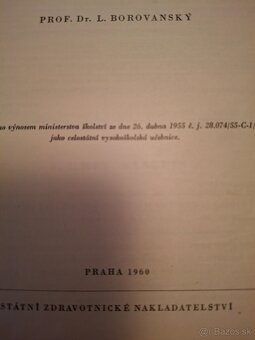 PROF. Dr. L. BOROVANSKÝ
no výnosem ministerstva školství ze dne 26. dubna 1955 č. j. 28.074/55-C-I/
jako celostátní vysokoškolská učebnice.
PRAHA 1960
STÁTNÍ ZDRAVOTNICKÉ NAKLADATELSTVÍ
bazos.sk